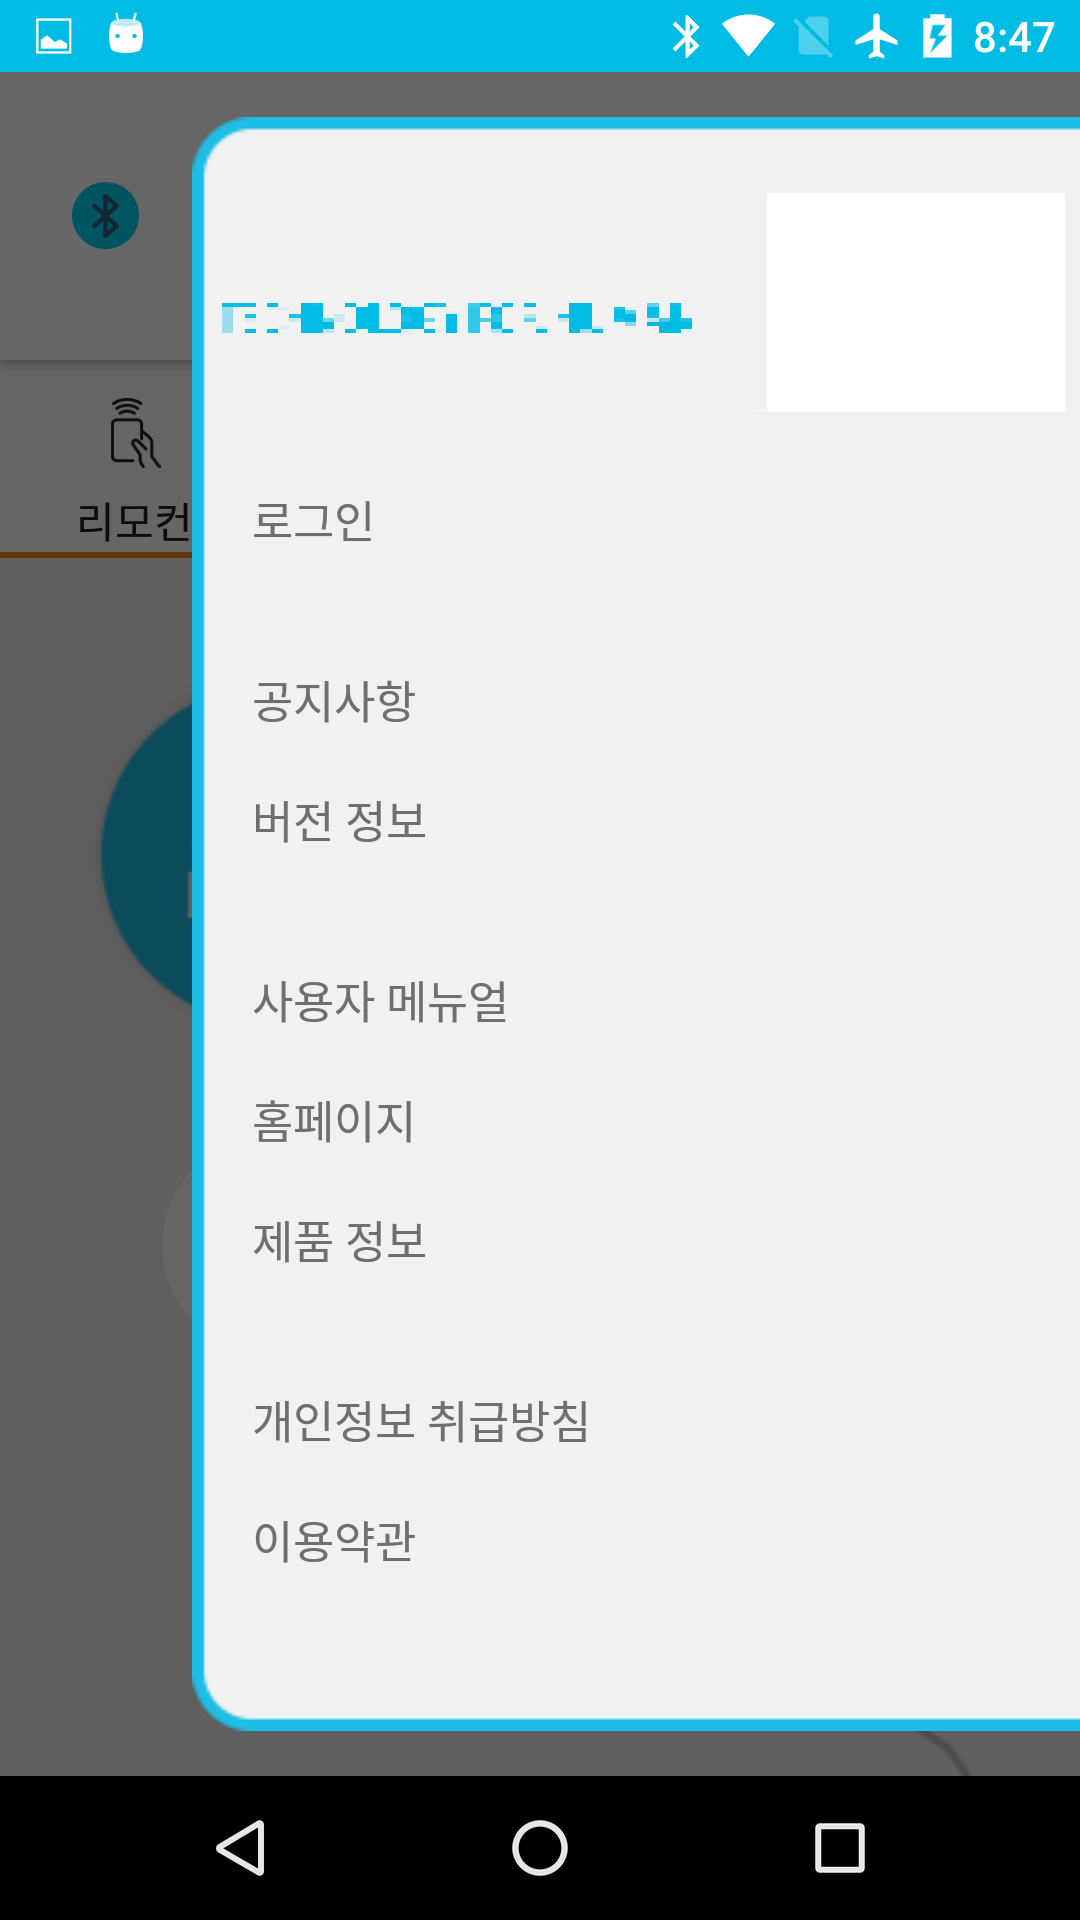 8:47
리모컨
로그인
공지사항
버전 정보
사용자 메뉴얼
홈페이지
제품 정보
개인정보 취급방침
이용약관